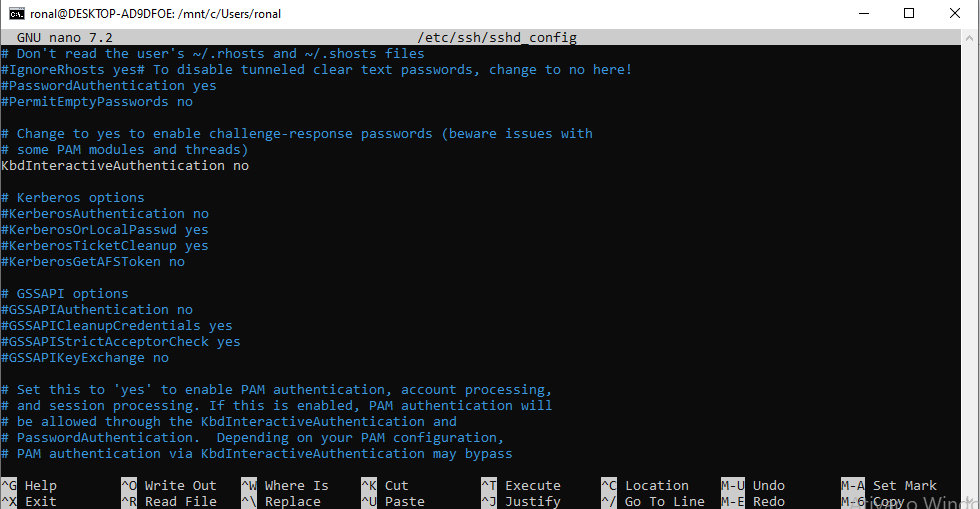 ronal@DESKTOP-AD9DFOE: /mnt/c/Users/ronal
GNU nano 7.2 /etc/ssh/sshd_config
# Don't read the user's ~/.rhosts and ~/.shosts files
#IgnoreRhosts yes# To disable tunneled clear text passwords, change to no here!
#PasswordAuthentication yes
#PermitEmptyPasswords no
# Change to yes to enable challenge-response passwords (beware issues with
# some PAM modules and threads)
KbdInteractiveAuthentication no
# Kerberos options
#KerberosAuthentication no
#KerberosOrLocalPasswd yes
#KerberosTicketCleanup yes
#KerberosGetAFSToken no
# GSSAPI options
#GSSAPIAuthentication no
#GSSAPICleanupCredentials yes
#GSSAPIStrictAcceptorCheck yes
#GSSAPIKeyExchange no
# Set this to 'yes' to enable PAM authentication, account processing,
# and session processing. If this is enabled, PAM authentication will
# be allowed through the KbdInteractiveAuthentication and
# PasswordAuthentication.  Depending on your PAM configuration,
# PAM authentication via KbdInteractiveAuthentication may bypass
^G Help ^O Write Out ^W Where Is ^K Cut ^T Execute ^C Location M-U Undo M-A Set Mark
^X Exit ^R Read File ^\ Replace ^U Paste ^J Justify ^/ Go To Line M-E Redo Copy